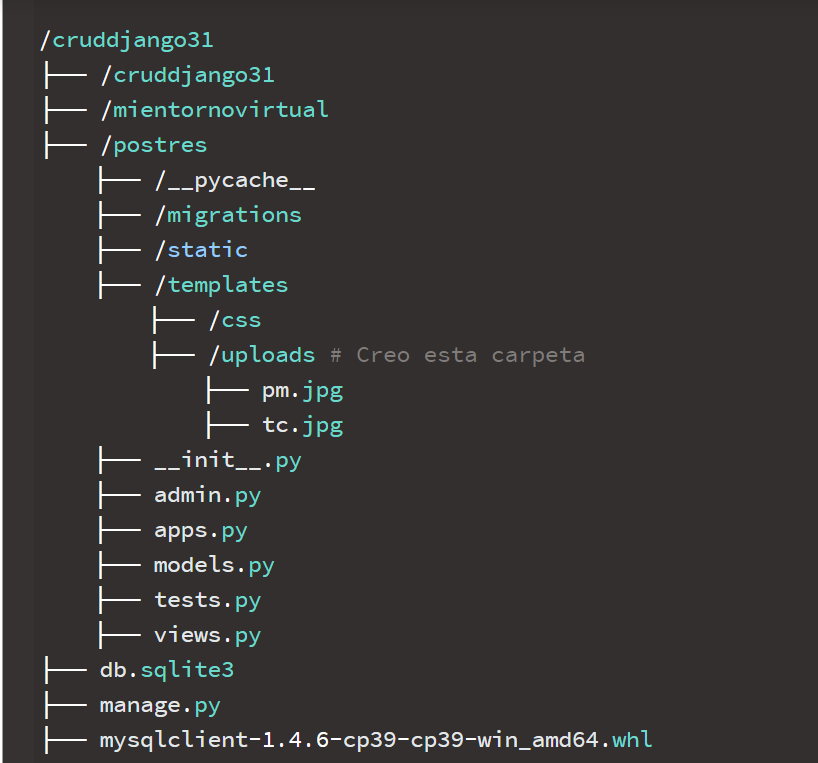 /cruddjango31
├── /cruddjango31
├── /mientornovirtual
├── /postres
    ├── /__pycache__
    ├── /migrations
    ├── /static
    ├── /templates
        ├── /css
        ├── /uploads # Creo esta carpeta
            ├── pm.jpg
            ├── tc.jpg
    ├── __init__.py
    ├── admin.py
    ├── apps.py
    ├── models.py
    ├── tests.py
    ├── views.py
├── db.sqlite3
├── manage.py
├── mysqlclient-1.4.6-cp39-cp39-win_amd64.whl